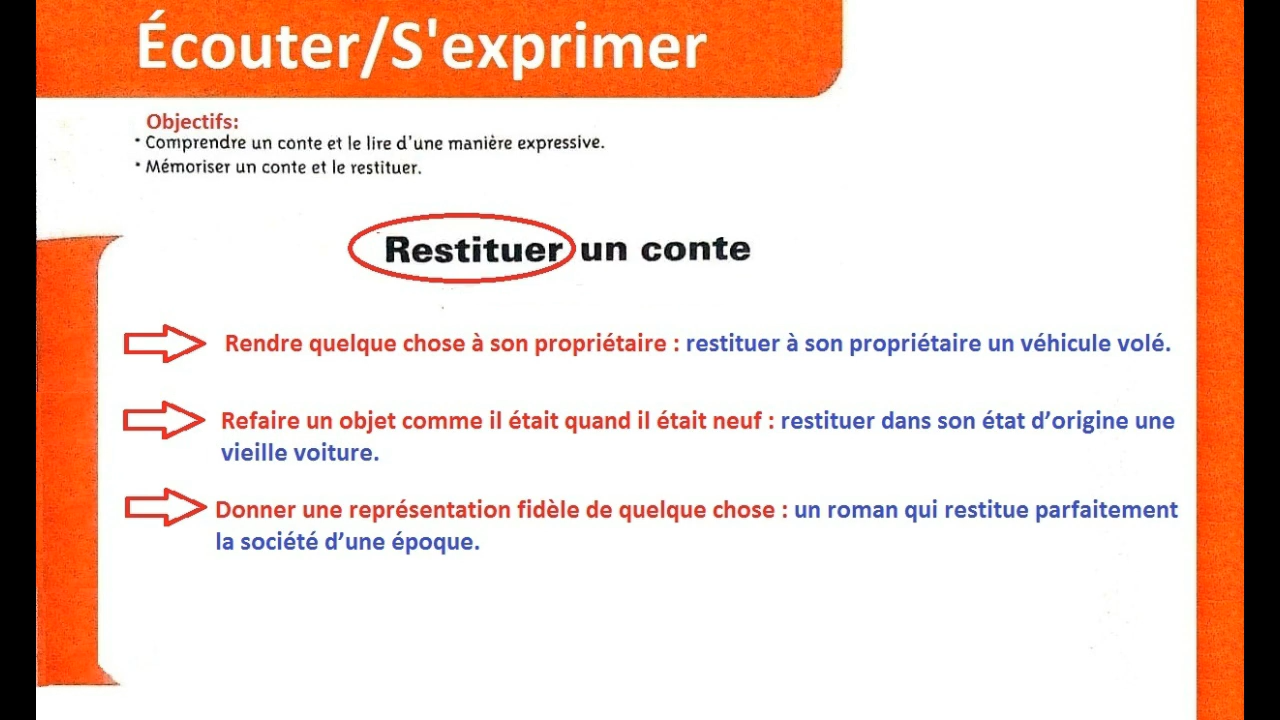 Écouter/S'exprimer
Objectifs:
• Comprendre un conte et le lire d'une manière expressive.
• Mémoriser un conte et le restituer.
Restituer un conte
Rendre quelque chose à son propriétaire : restituer à son propriétaire un véhicule volé.
Refaire un objet comme il était quand il était neuf : restituer dans son état d’origine une
vieille voiture.
Donner une représentation fidèle de quelque chose : un roman qui restitue parfaitement
la société d’une époque.